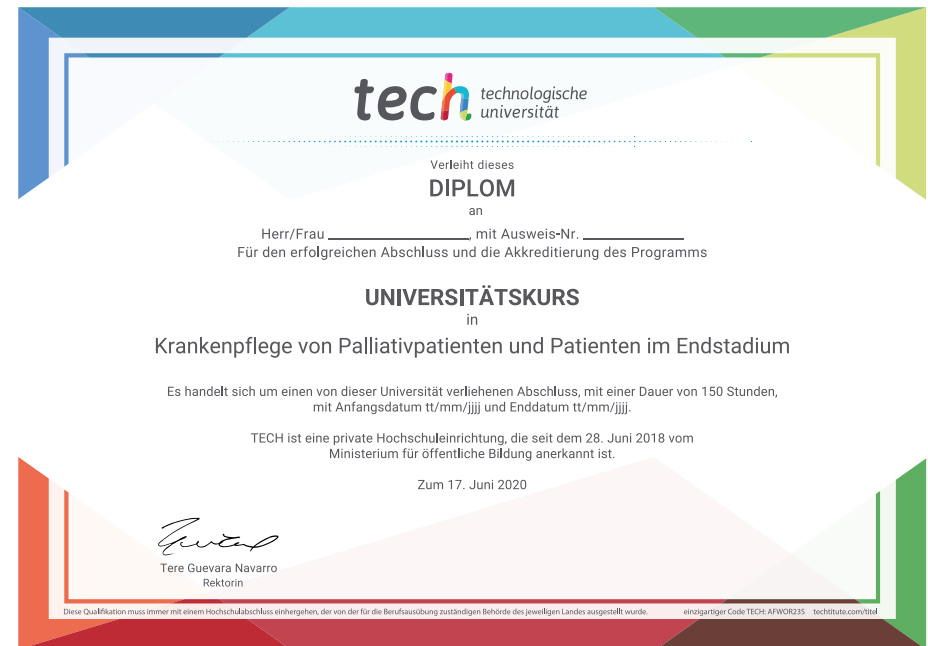 tech technologische
universität
Verleiht dieses
DIPLOM
an
Herr/Frau ____________________, mit Ausweis-Nr. ______________
Für den erfolgreichen Abschluss und die Akkreditierung des Programms
UNIVERSITÄTSKURS
in
Krankenpflege von Palliativpatienten und Patienten im Endstadium
Es handelt sich um einen von dieser Universität verliehenen Abschluss, mit einer Dauer von 150 Stunden,
mit Anfangsdatum tt/mm/jjjj und Enddatum tt/mm/jjjj.
TECH ist eine private Hochschuleinrichtung, die seit dem 28. Juni 2018 vom
Ministerium für öffentliche Bildung anerkannt ist.
Zum 17. Juni 2020
Tere Guevara Navarro
Rektorin
Diese Qualifikation muss immer mit einem Hochschulabschluss einhergehen, der von der für die Berufsausübung zuständigen Behörde des jeweiligen Landes ausgestellt wurde. einzigartiger Code TECH: AFWOR23S techtitute.com/titel